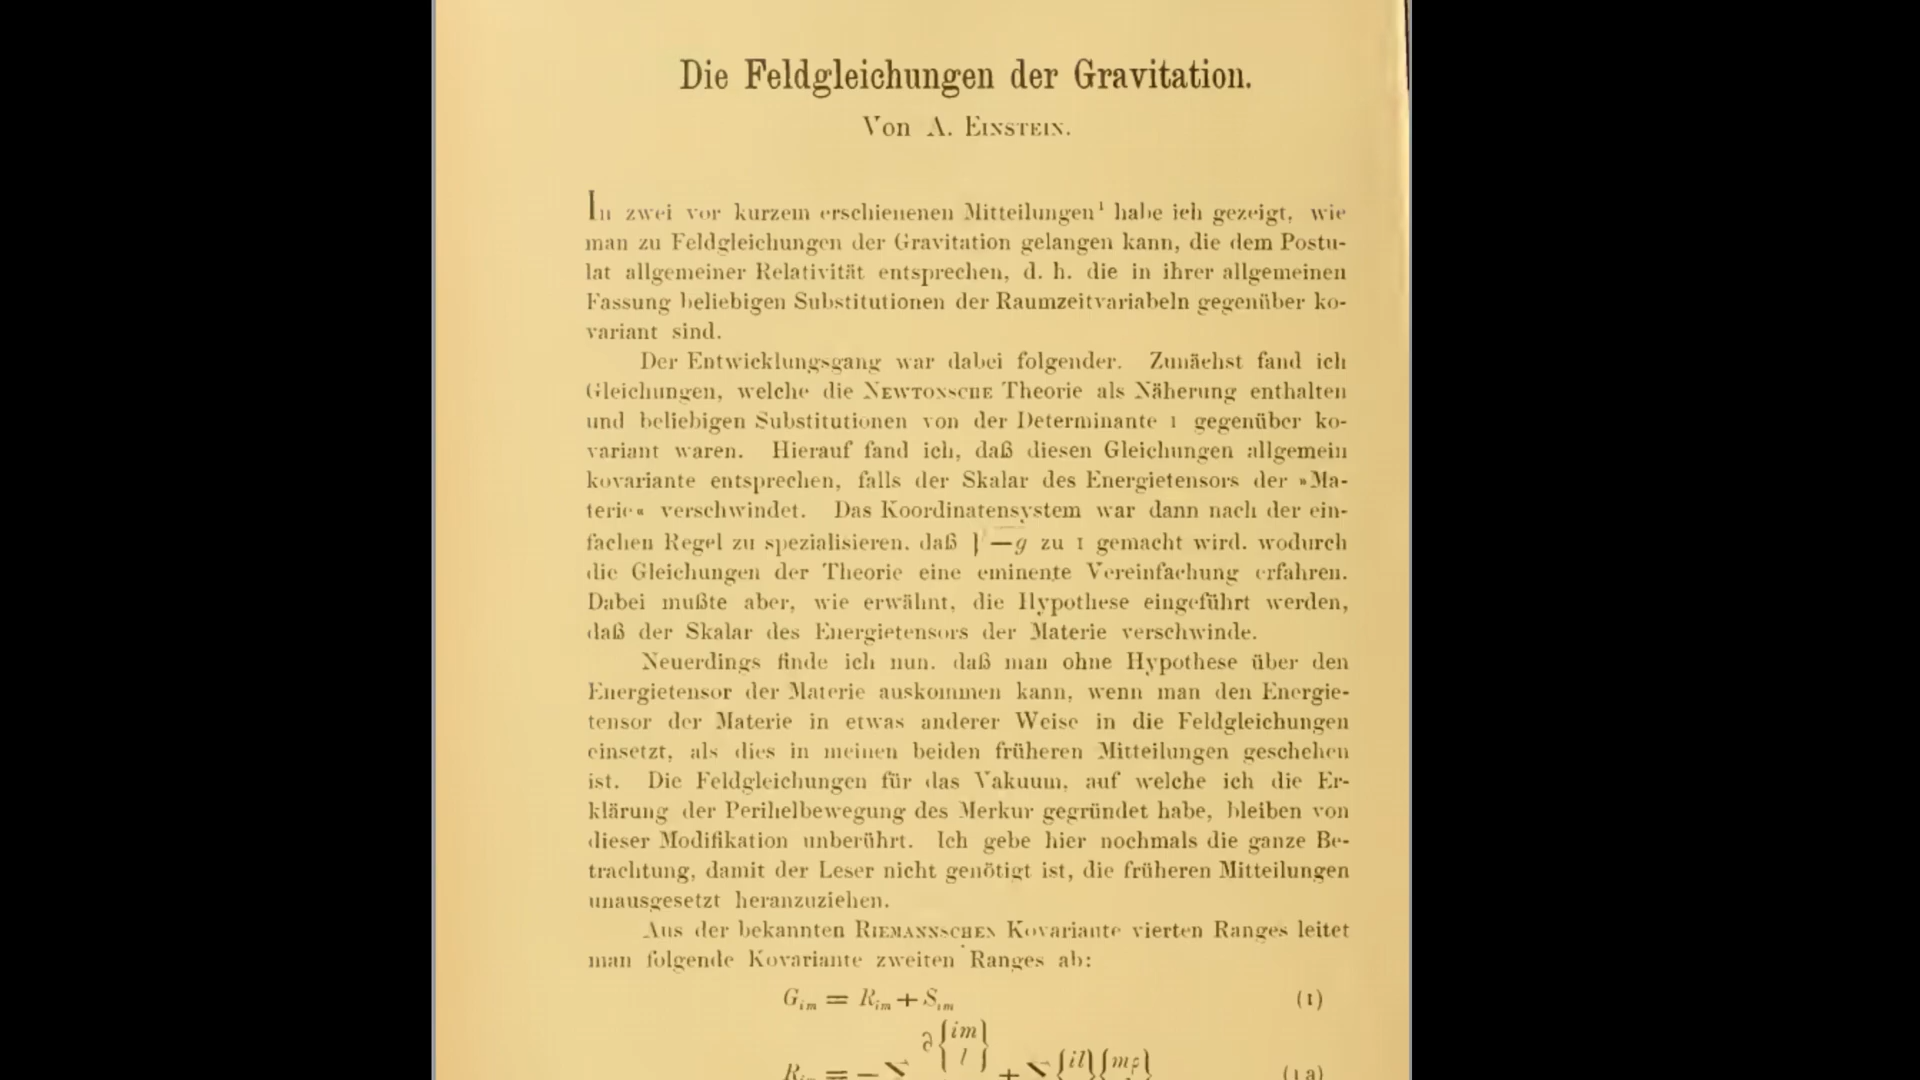 Die Feldgleichungen der Gravitation.
Von A. EINSTEIN.
In zwei vor kurzem erschienenen Mitteilungen¹ habe ich gezeigt, wie
man zu Feldgleichungen der Gravitation gelangen kann, die dem Postu-
lat allgemeiner Relativität entsprechen, d. h. die in ihrer allgemeinen
Fassung beliebigen Substitutionen der Raumzeitvariabeln gegenüber ko-
variant sind.
Der Entwicklungsgang war dabei folgender. Zunächst fand ich
Gleichungen, welche die NEWTONSCHE Theorie als Näherung enthalten
und beliebigen Substitutionen von der Determinante 1 gegenüber ko-
variant waren. Hierauf fand ich, daß diesen Gleichungen allgemein
kovariante entsprechen, falls der Skalar des Energietensors der »Ma-
terie« verschwindet. Das Koordinatensystem war dann nach der ein-
fachen Regel zu spezialisieren, daß √−g zu 1 gemacht wird, wodurch
die Gleichungen der Theorie eine eminente Vereinfachung erfahren.
Dabei mußte aber, wie erwähnt, die Hypothese eingeführt werden,
daß der Skalar des Energietensors der Materie verschwinde.
Neuerdings finde ich nun, daß man ohne Hypothese über den
Energietensor der Materie auskommen kann, wenn man den Energie-
tensor der Materie in etwas anderer Weise in die Feldgleichungen
einsetzt, als dies in meinen beiden früheren Mitteilungen geschehen
ist. Die Feldgleichungen für das Vakuum, auf welche ich die Er-
klärung der Perihelbewegung des Merkur gegründet habe, bleiben von
dieser Modifikation unberührt. Ich gebe hier nochmals die ganze Be-
trachtung, damit der Leser nicht genötigt ist, die früheren Mitteilungen
unausgesetzt heranzuziehen.
Aus der bekannten RIEMANNSCHEN Kovariante vierten Ranges leitet
man folgende Kovariante zweiten Ranges ab:
G_im = R_im + S_im (1)